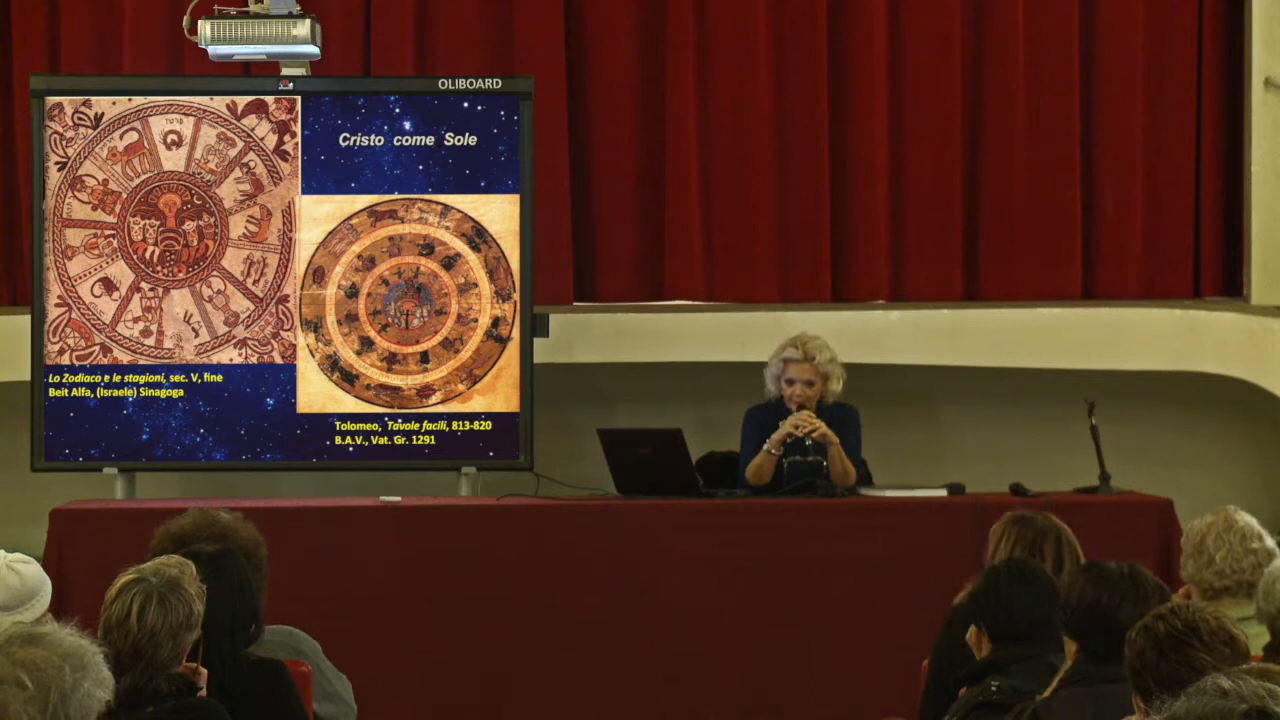 OLIBOARD
Cristo come Sole
Lo Zodiaco e le stagioni, sec. V, fine
Beit Alfa, (Israele) Sinagoga
Tolomeo, Tavole facili, 813-820
B.A.V., Vat. Gr. 1291